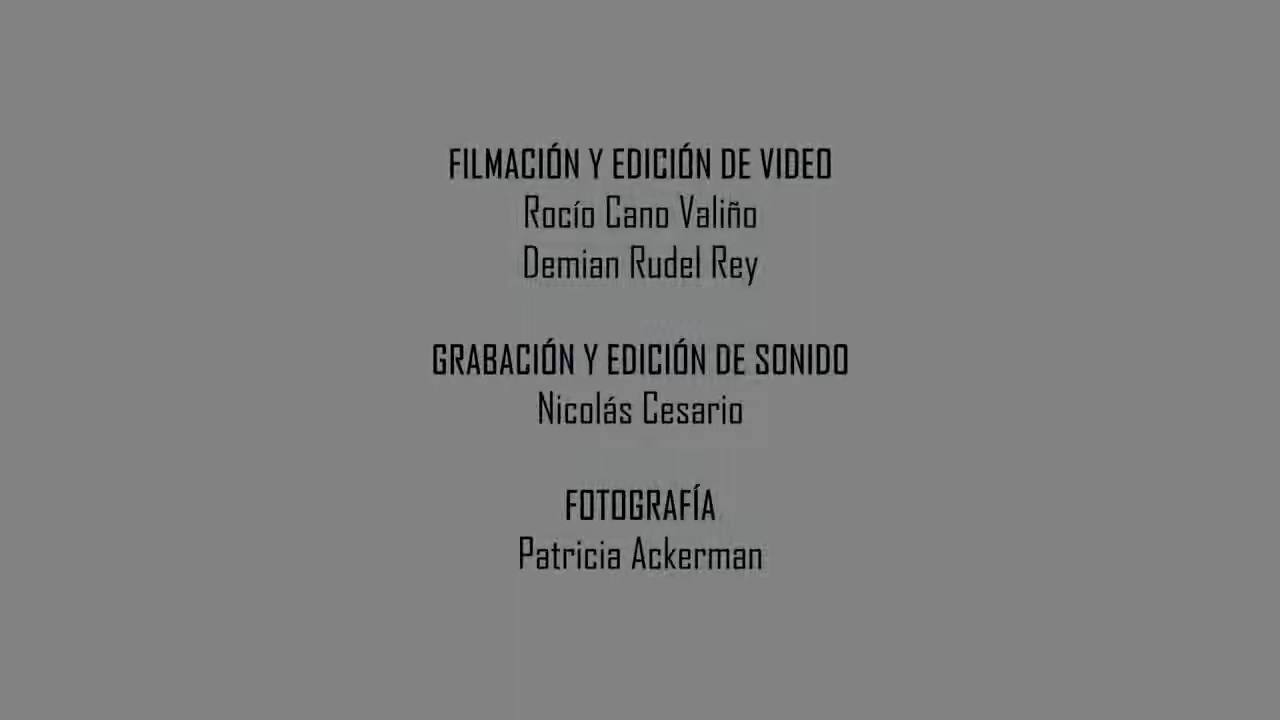 FILMACIÓN Y EDICIÓN DE VIDEO
Rocío Cano Valiño
Demian Rudel Rey
GRABACIÓN Y EDICIÓN DE SONIDO
Nicolás Cesario
FOTOGRAFÍA
Patricia Ackerman